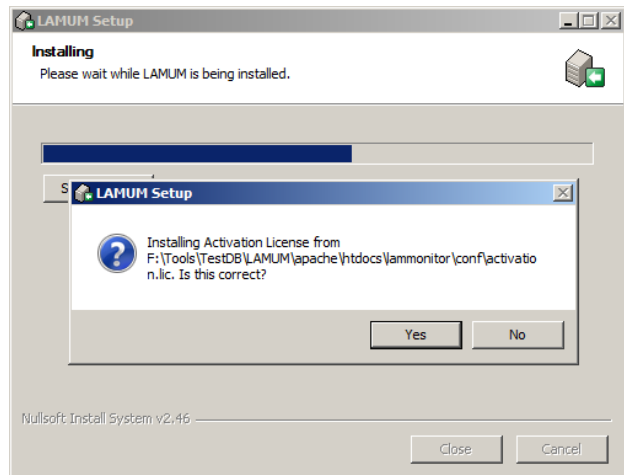 LAMUM Setup
Installing
Please wait while LAMUM is being installed.
S
LAMUM Setup
Installing Activation License from
F:\Tools\TestDB\LAMUM\apache\htdocs\lammonitor\conf\activatio
n.lic. Is this correct?
Yes No
Nullsoft Install System v2.46
Close Cancel